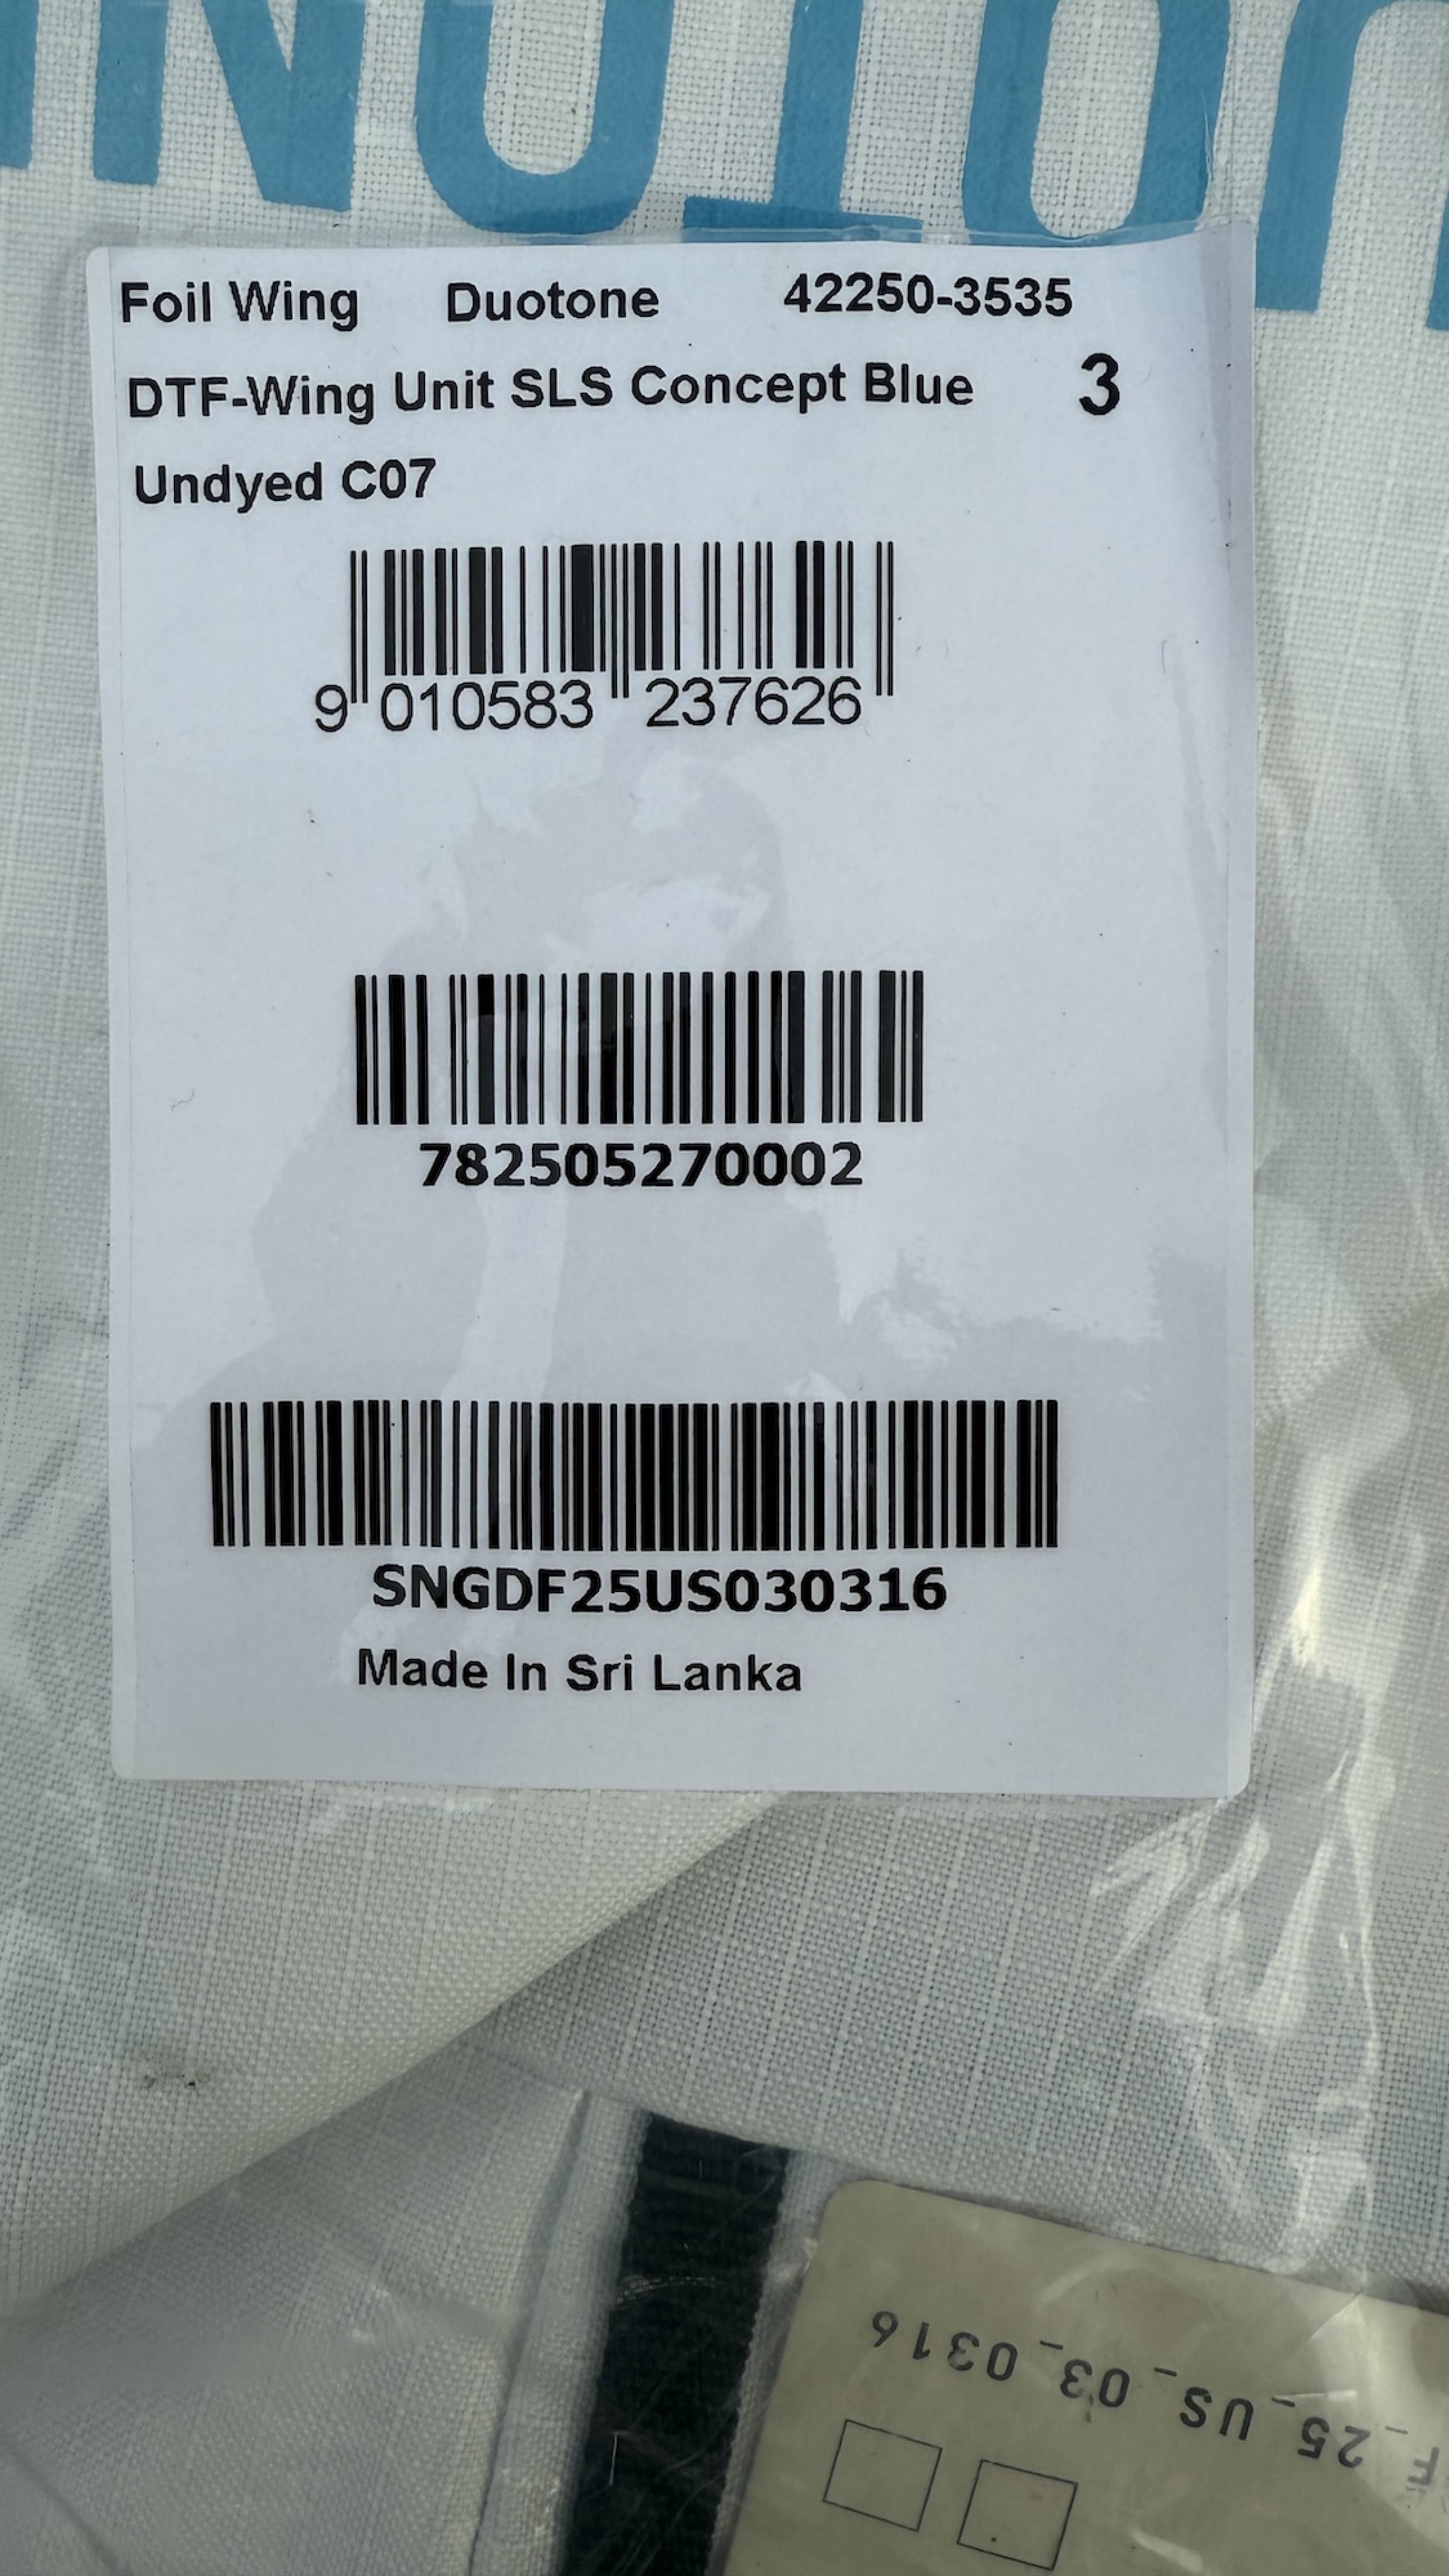 Foil Wing Duotone 42250-3535
DTF-Wing Unit SLS Concept Blue 3
Undyed C07
9 010583 237626
782505270002
SNGDF25US030316
Made In Sri Lanka
25_US_03_0316